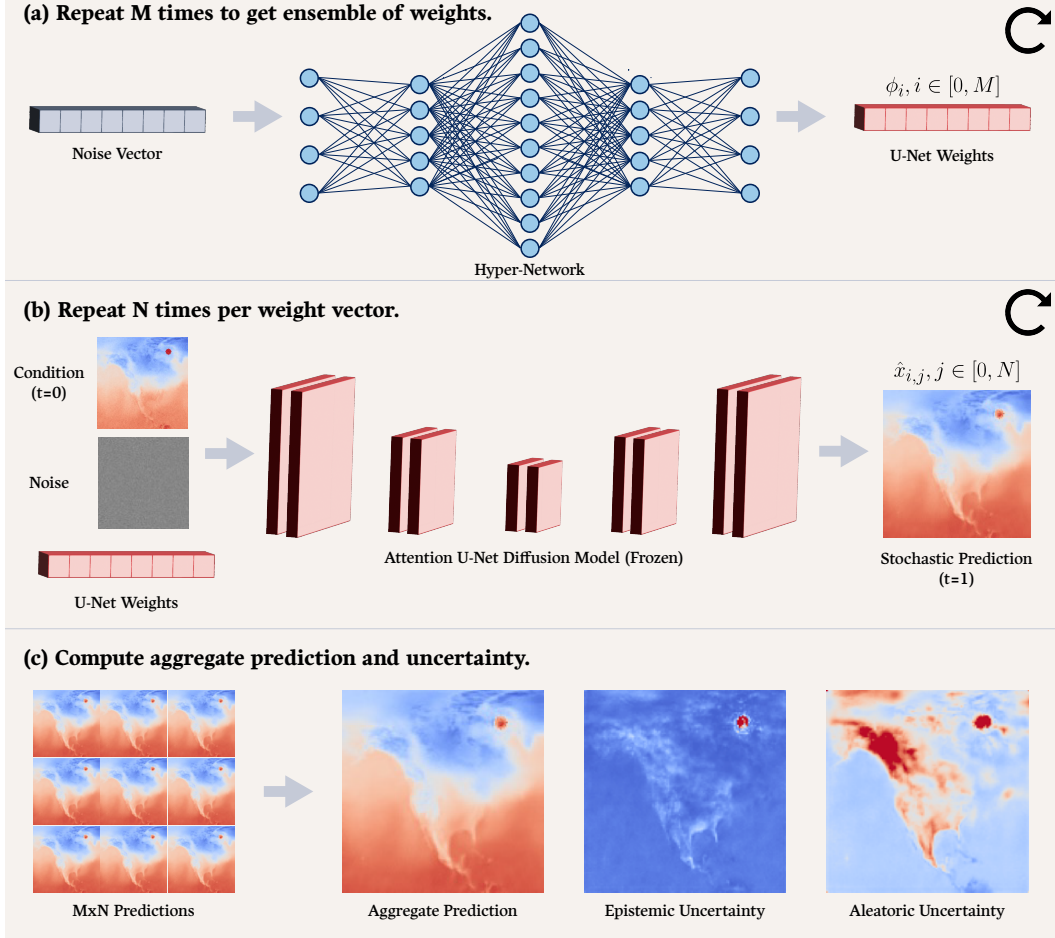 (a) Repeat M times to get ensemble of weights.
ϕ_i, i ∈ [0, M]
Noise Vector
U-Net Weights
Hyper-Network
(b) Repeat N times per weight vector.
Condition
(t=0)
x̂_{i,j}, j ∈ [0, N]
Noise
Attention U-Net Diffusion Model (Frozen)
Stochastic Prediction
(t=1)
U-Net Weights
(c) Compute aggregate prediction and uncertainty.
MxN Predictions
Aggregate Prediction
Epistemic Uncertainty
Aleatoric Uncertainty